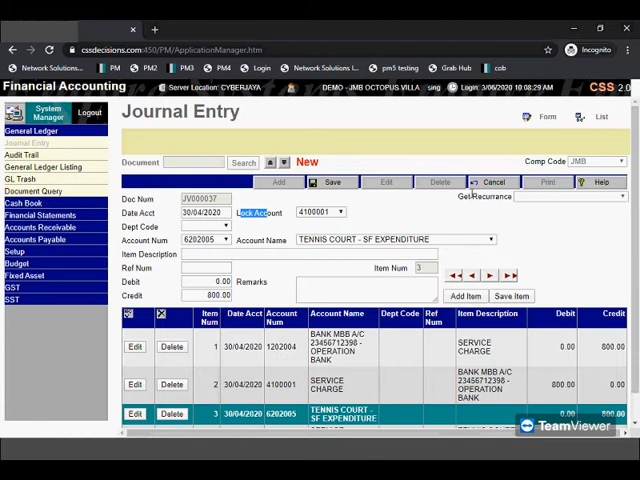 Incognito
cssdecisions.com:450/PM/ApplicationManager.htm
Network Solutions... PM PM2 PM3 PM4 Login Network Solutions I... pm5 testing Grab Hub cob
Financial Accounting
Server Location: CYBERJAYA
DEMO - JMB OCTOPUS VILLA
sing
Login: 3/06/2020 08:29 AM
CSS 2.0
System Manager
Logout
General Ledger
Journal Entry
Audit Trail
General Ledger Listing
GL Trash
Document Query
Cash Book
Financial Statements
Accounts Receivable
Accounts Payable
Setup
Budget
Fixed Asset
GST
SST
Journal Entry
Form
List
Document
Search
New
Comp Code JMB
Add Save Edit Delete Cancel Print Help
Get Recurrance
Doc Num JV000037
Date Acct 30/04/2020 Lock Account 4100001
Dept Code
Account Num 6202005 Account Name TENNIS COURT - SF EXPENDITURE
Item Description
Ref Num
Item Num 3
Debit 0.00 Remarks
Credit 800.00
Add Item Save Item
Item Num Date Acct Account Num Account Name Dept Code Ref Num Item Description Debit Credit
Edit Delete 1 30/04/2020 1202004 BANK MBB A/C 23456712398 - OPERATION BANK SERVICE CHARGE 0.00 800.00
Edit Delete 2 30/04/2020 4100001 SERVICE CHARGE BANK MBB A/C 23456712398 - OPERATION BANK 800.00 0.00
Edit Delete 3 30/04/2020 6202005 TENNIS COURT - SF EXPENDITURE 0.00 800.00
TeamViewer